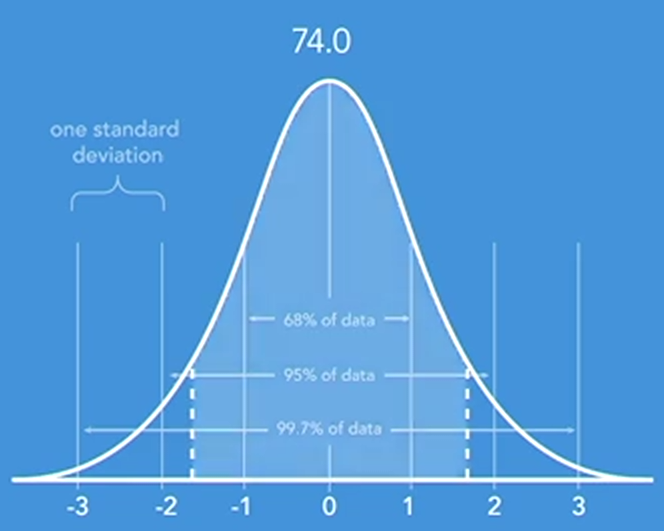 74.0
one standard
deviation
68% of data
95% of data
99.7% of data
-3 -2 -1 0 1 2 3